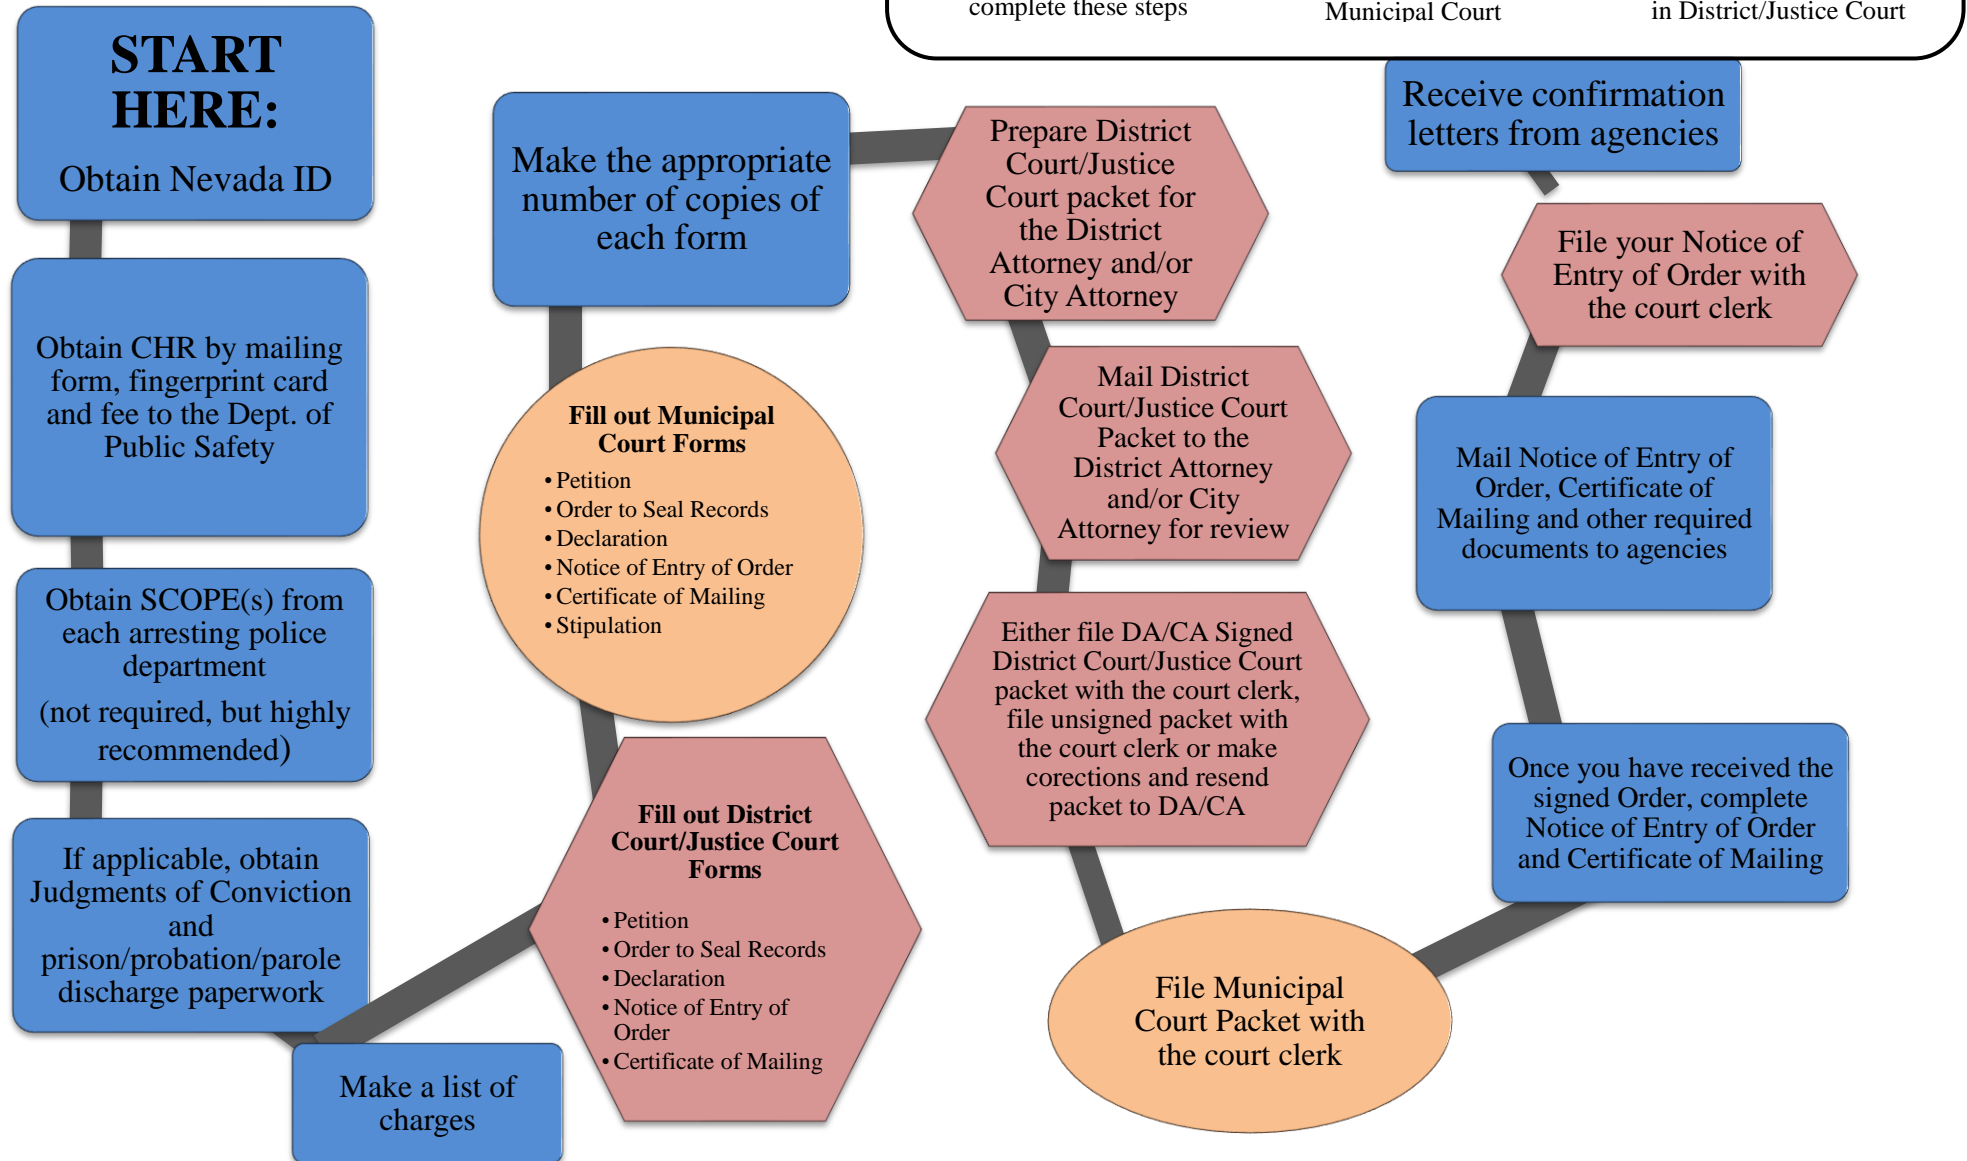 complete these steps
Municipal Court
in District/Justice Court
START
HERE:
Obtain Nevada ID
Obtain CHR by mailing
form, fingerprint card
and fee to the Dept. of
Public Safety
Obtain SCOPE(s) from
each arresting police
department
(not required, but highly
recommended)
If applicable, obtain
Judgments of Conviction
and
prison/probation/parole
discharge paperwork
Make a list of
charges
Fill out District
Court/Justice Court
Forms
• Petition
• Order to Seal Records
• Declaration
• Notice of Entry of
Order
• Certificate of Mailing
Fill out Municipal
Court Forms
• Petition
• Order to Seal Records
• Declaration
• Notice of Entry of Order
• Certificate of Mailing
• Stipulation
Make the appropriate
number of copies of
each form
Prepare District
Court/Justice
Court packet for
the District
Attorney and/or
City Attorney
Mail District
Court/Justice Court
Packet to the
District Attorney
and/or City
Attorney for review
Either file DA/CA Signed
District Court/Justice Court
packet with the court clerk,
file unsigned packet with
the court clerk or make
corections and resend
packet to DA/CA
File Municipal
Court Packet with
the court clerk
Once you have received the
signed Order, complete
Notice of Entry of Order
and Certificate of Mailing
Mail Notice of Entry of
Order, Certificate of
Mailing and other required
documents to agencies
File your Notice of
Entry of Order with
the court clerk
Receive confirmation
letters from agencies